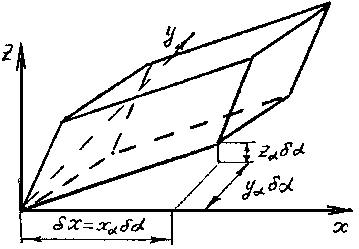 y
z
z_α δα
y_α δα
δx = x_α δα
x